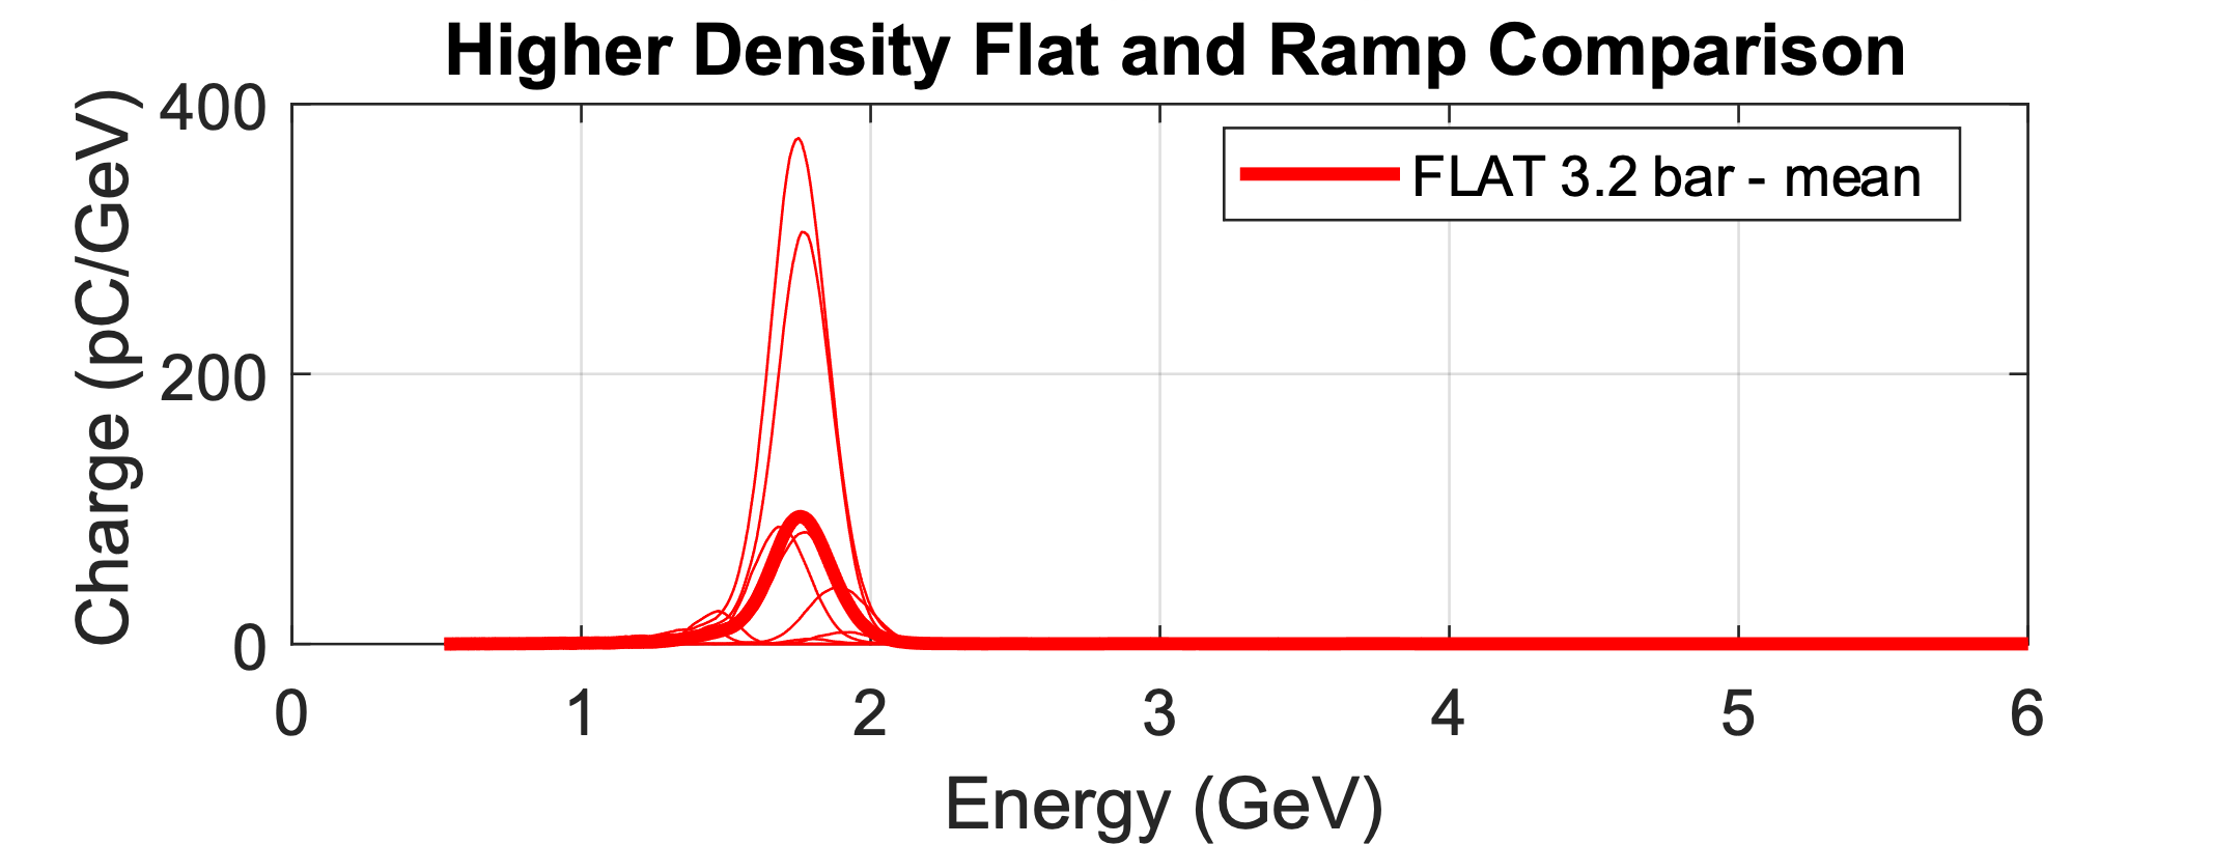 Higher Density Flat and Ramp Comparison
Charge (pC/GeV)
400
200
0
FLAT 3.2 bar - mean
0 1 2 3 4 5 6
Energy (GeV)